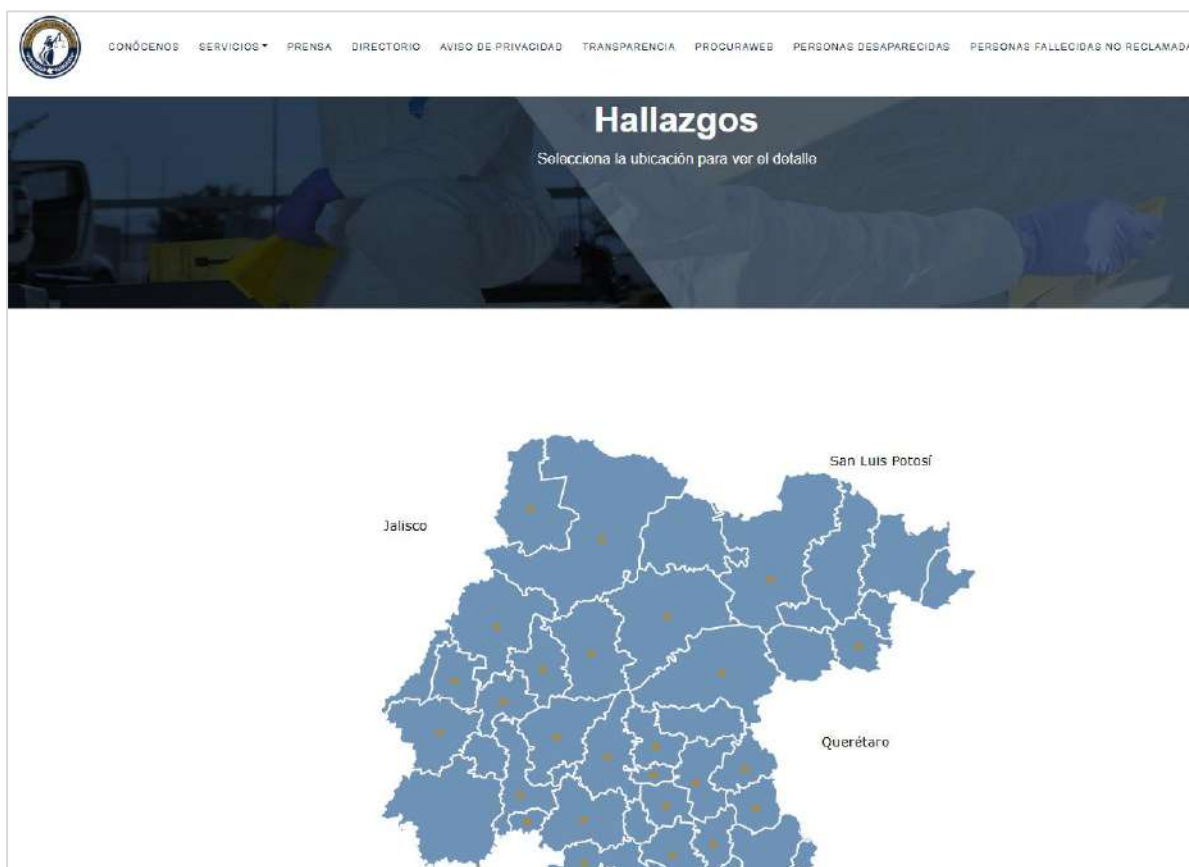 CONÓCENOS SERVICIOS PRENSA DIRECTORIO AVISO DE PRIVACIDAD TRANSPARENCIA PROCURAWEB PERSONAS DESAPARECIDAS PERSONAS FALLECIDAS NO RECLAMADA
Hallazgos
Selecciona la ubicación para ver el detalle
San Luis Potosí
Jalisco
Querétaro